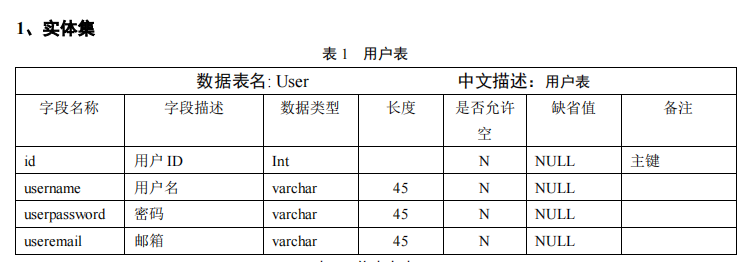 1、实体集
表 1 用户表
数据表名: User 中文描述：用户表
字段名称 字段描述 数据类型 长度 是否允许空 缺省值 备注
id 用户 ID Int N NULL 主键
username 用户名 varchar 45 N NULL
userpassword 密码 varchar 45 N NULL
useremail 邮箱 varchar 45 N NULL